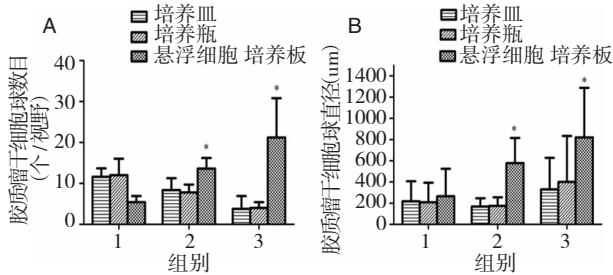 A
培养皿
培养瓶
悬浮细胞 培养板
胶质瘤干细胞球数目
(个/视野)
40
30
20
10
0
*
*
1
2
3
组别
B
培养皿
培养瓶
悬浮细胞 培养板
胶质瘤干细胞球直径(um)
1400
1200
1000
800
600
400
200
0
*
*
1
2
3
组别